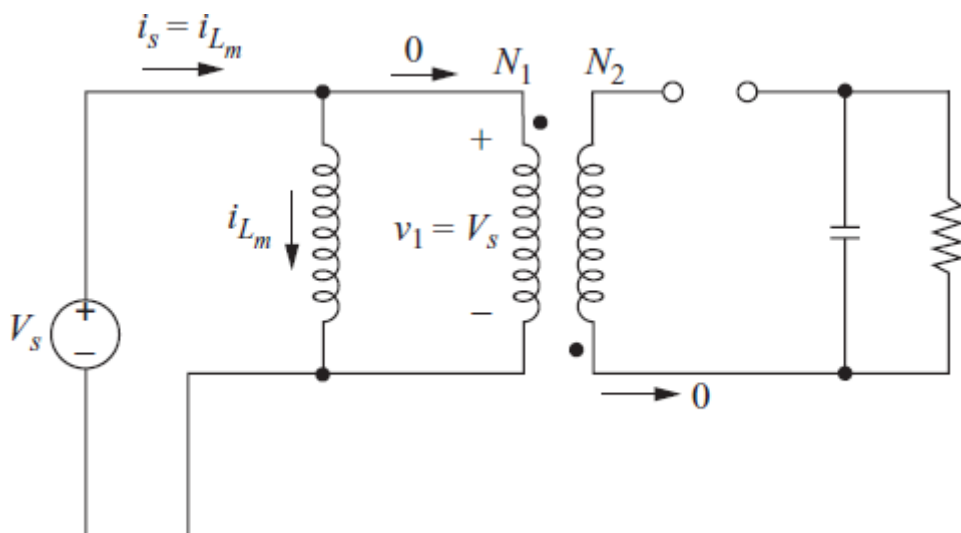 i_s = i_{L_m}
0
N_1
N_2
+
i_{L_m}
v_1 = V_s
−
V_s
+
−
0